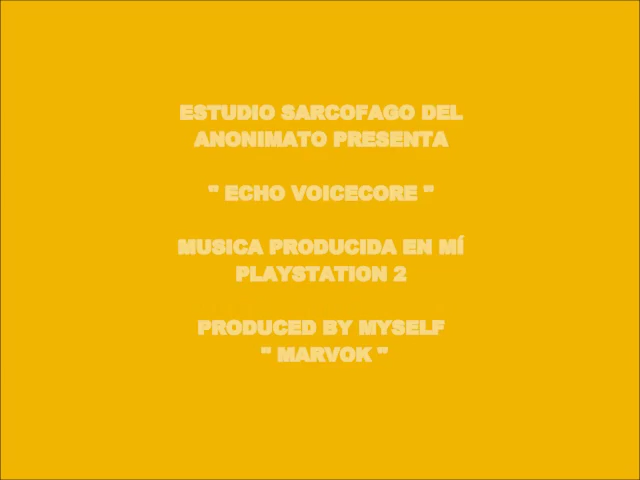 ESTUDIO SARCOFAGO DEL
ANONIMATO PRESENTA
" ECHO VOICECORE "
MUSICA PRODUCIDA EN MÍ
PLAYSTATION 2
PRODUCED BY MYSELF
" MARVOK "